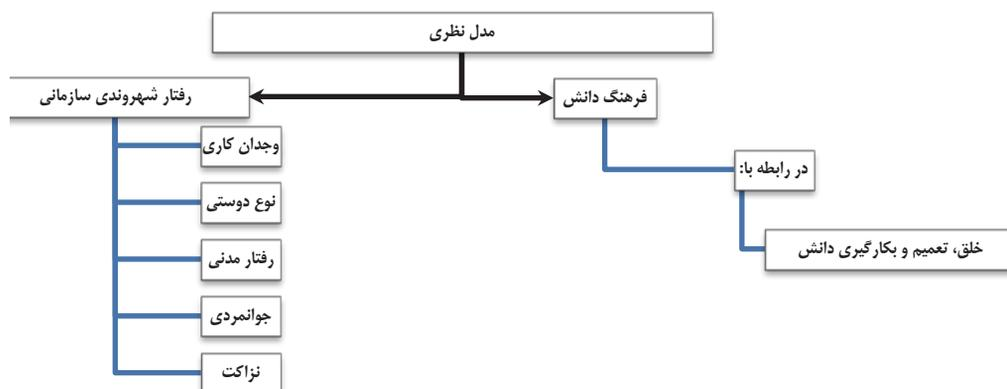 مدل نظری
فرهنگ دانش
رفتار شهروندی سازمانی
در رابطه با:
خلق، تعمیم و بکارگیری دانش
وجدان کاری
نوع دوستی
رفتار مدنی
جوانمردی
نزاکت